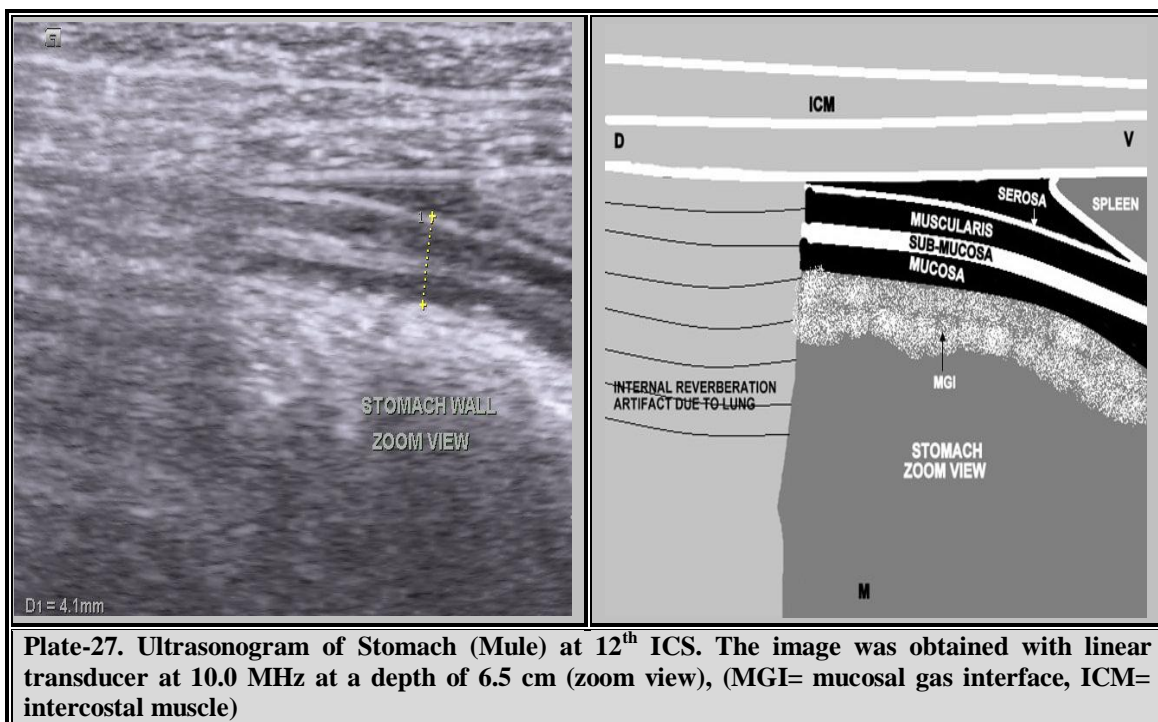 1
STOMACH WALL
ZOOM VIEW
D1 = 4.1mm
ICM
D
V
SEROSA
SPLEEN
MUSCULARIS
SUB-MUCOSA
MUCOSA
MGI
INTERNAL REVERBERATION
ARTIFACT DUE TO LUNG
STOMACH
ZOOM VIEW
M
Plate-27. Ultrasonogram of Stomach (Mule) at 12th ICS. The image was obtained with linear
transducer at 10.0 MHz at a depth of 6.5 cm (zoom view), (MGI= mucosal gas interface, ICM=
intercostal muscle)